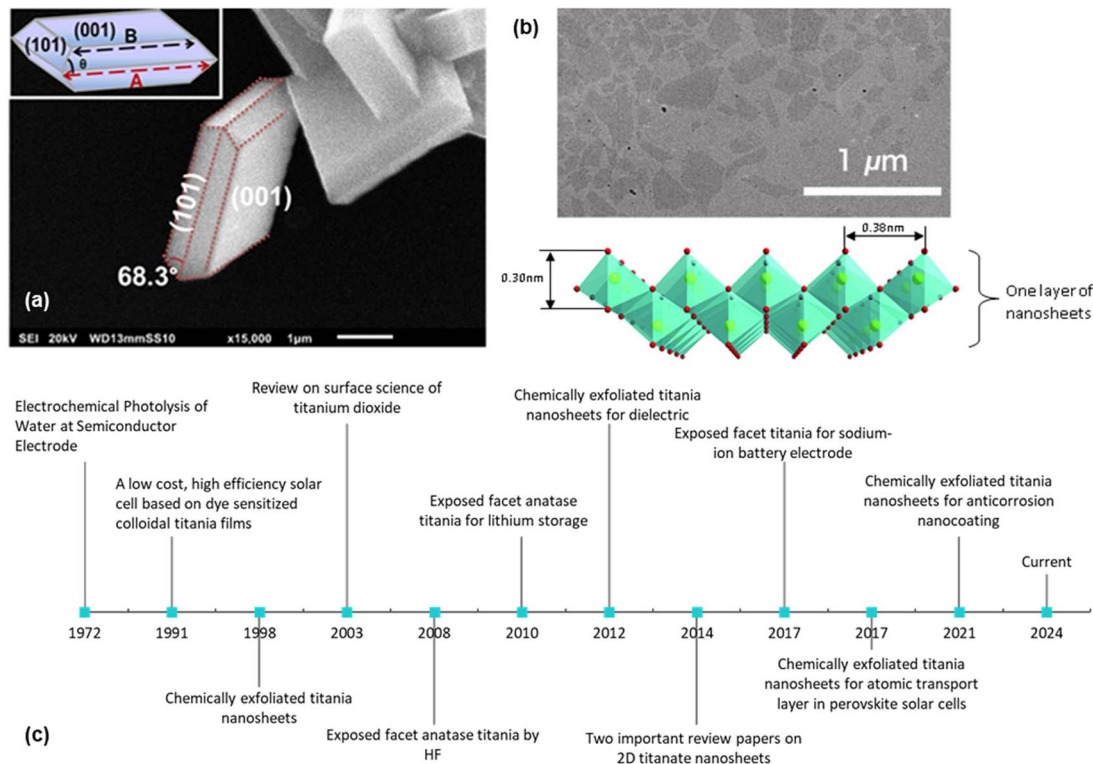 (a)
(001)
(101)
B
θ
A
(101)
(001)
68.3°
SEI 20kV WD13mmSS10 x15,000 1µm
(b)
1 µm
0.38nm
0.30nm
One layer of
nanosheets
Electrochemical Photolysis of
Water at Semiconductor
Electrode
A low cost, high efficiency solar
cell based on dye sensitized
colloidal titania films
Review on surface science of
titanium dioxide
Exposed facet anatase
titania for lithium storage
Chemically exfoliated titania
nanosheets for dielectric
Exposed facet titania for sodium-
ion battery electrode
Chemically exfoliated titania
nanosheets for anticorrosion
nanocoating
Current
1972 1991 1998 2003 2008 2010 2012 2014 2017 2017 2021 2024
Chemically exfoliated titania
nanosheets
Exposed facet anatase titania by
HF
Two important review papers on
2D titanate nanosheets
Chemically exfoliated titania
nanosheets for atomic transport
layer in perovskite solar cells
(c)